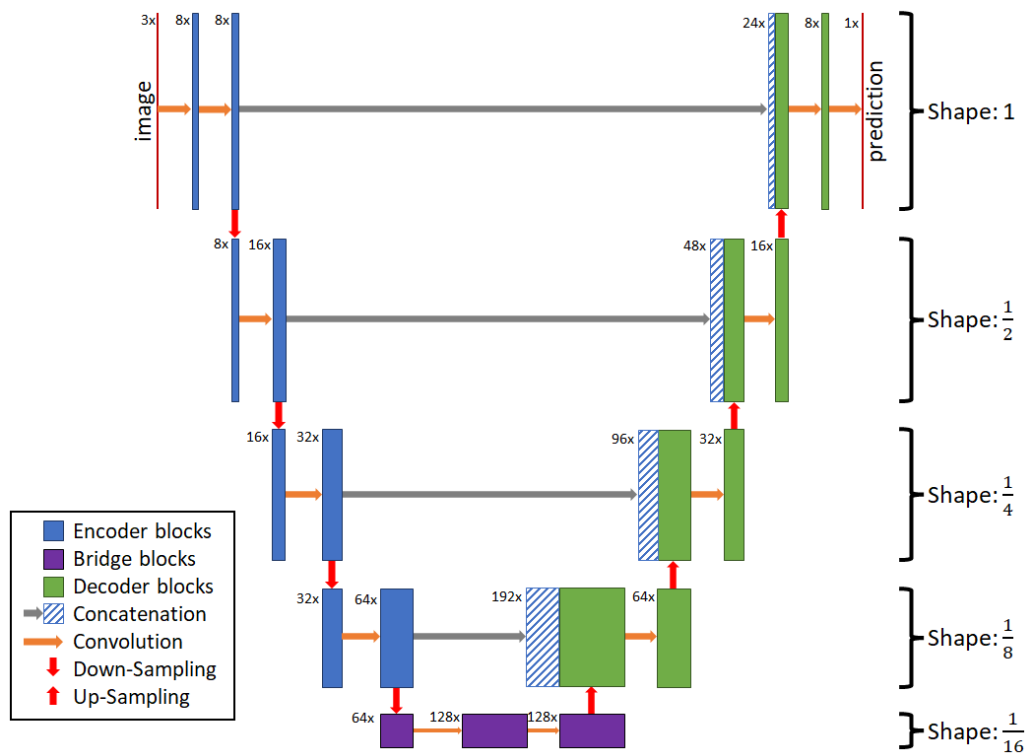 3x 8x 8x 24x 8x 1x
image
prediction
Shape: 1
8x 16x 48x 16x
Shape: 1/2
16x 32x 96x 32x
Shape: 1/4
Encoder blocks
Bridge blocks
Decoder blocks
Concatenation
Convolution
Down-Sampling
Up-Sampling
32x 64x 192x 64x
Shape: 1/8
64x 128x 128x
Shape: 1/16